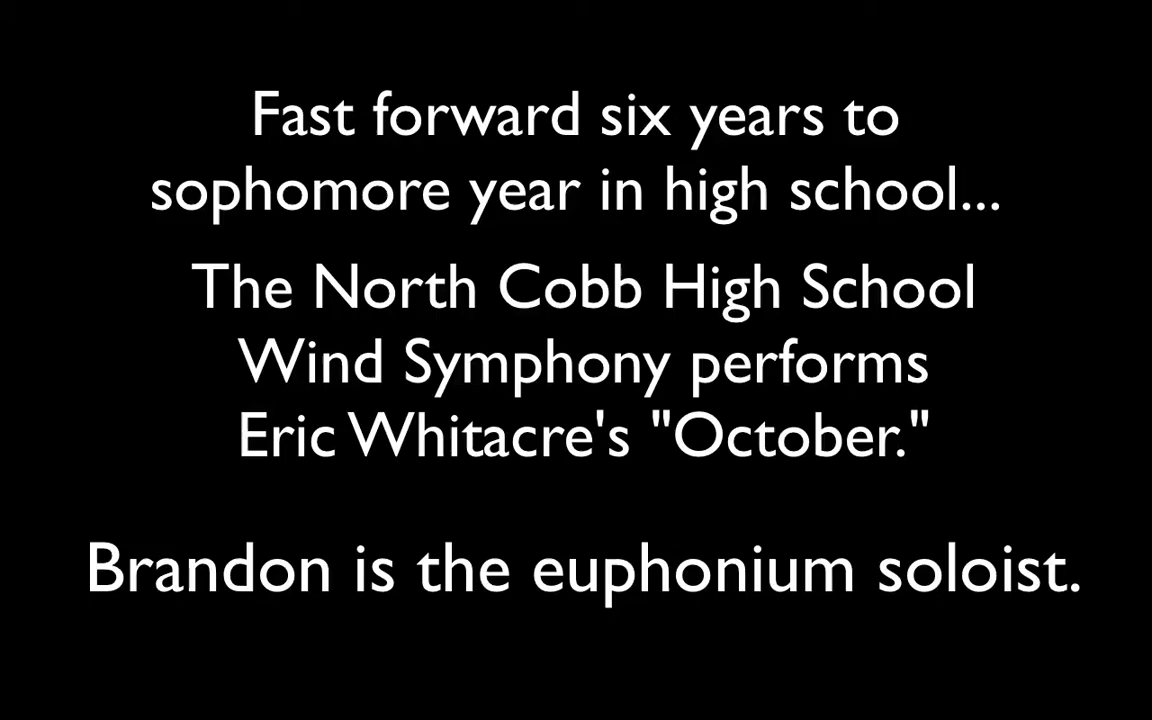 Fast forward six years to
sophomore year in high school...
The North Cobb High School
Wind Symphony performs
Eric Whitacre's "October."
Brandon is the euphonium soloist.